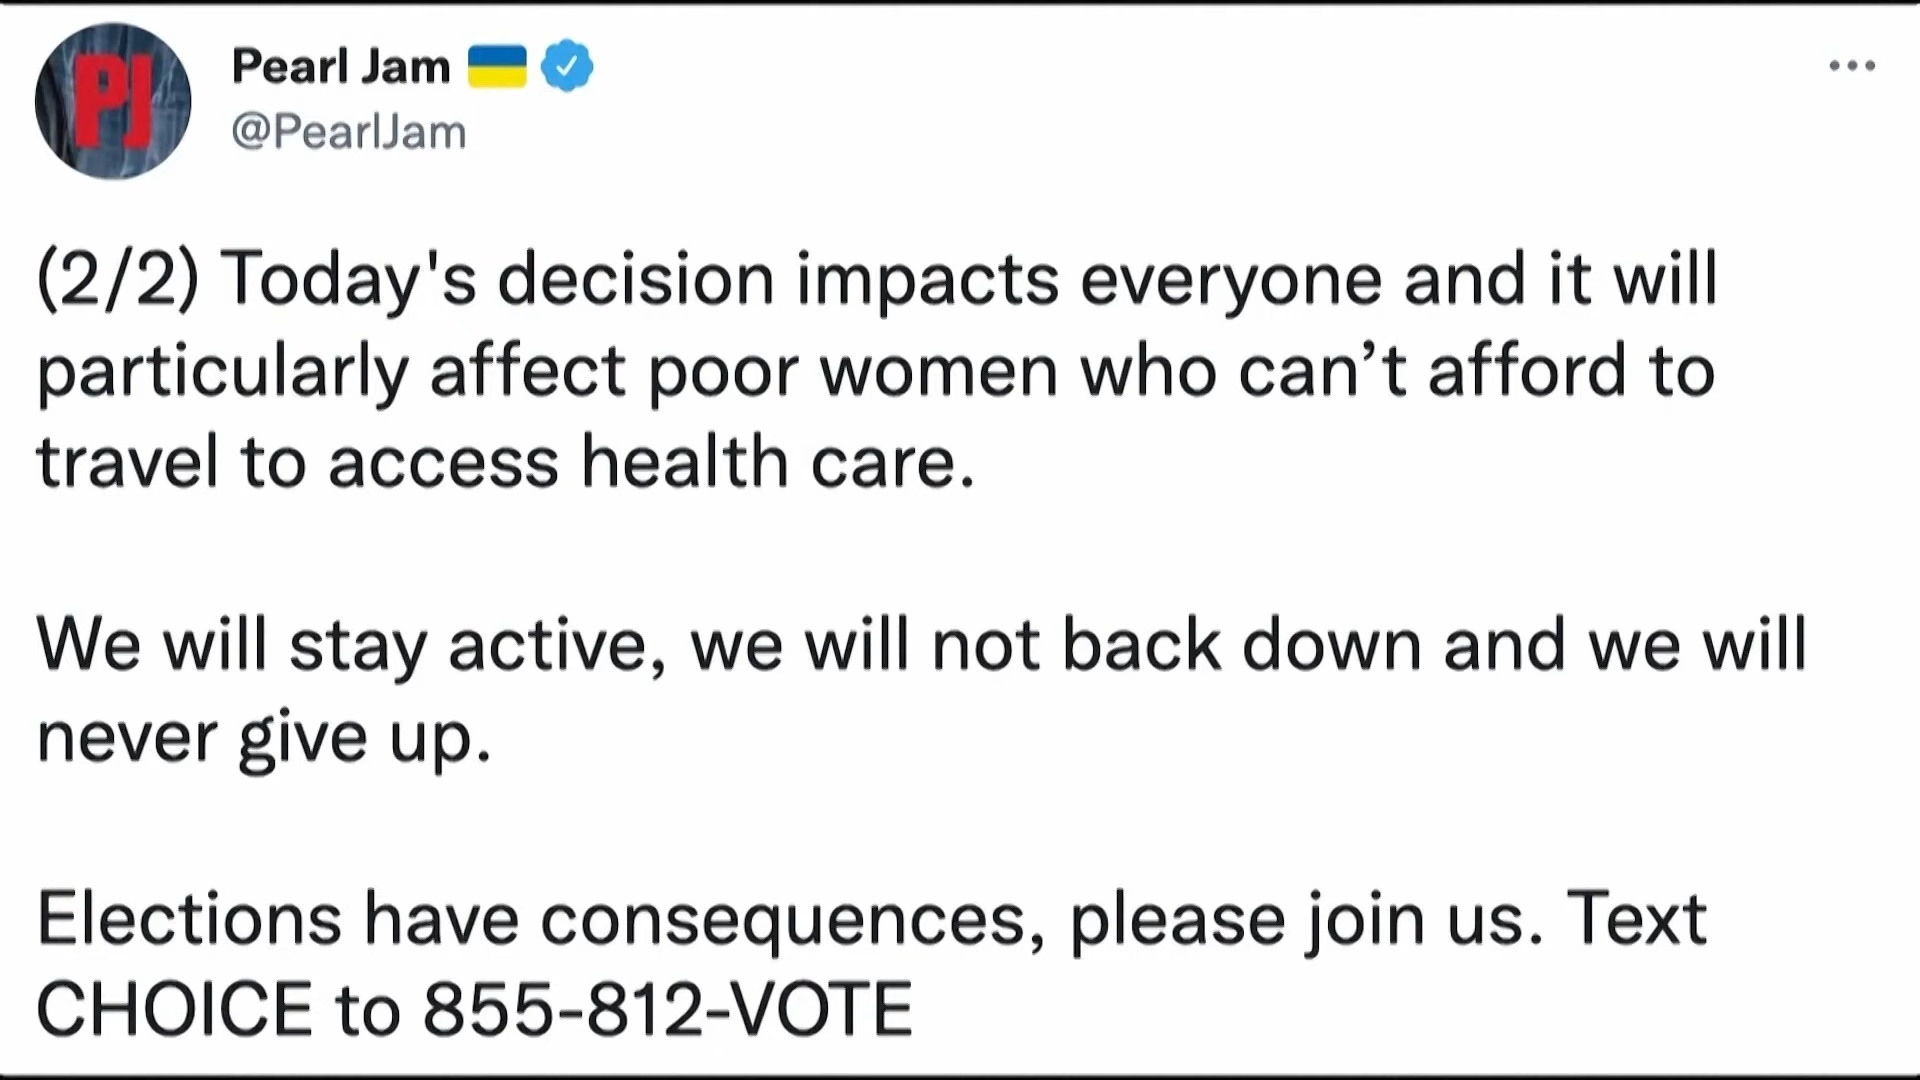 PJ
Pearl Jam
@PearlJam
(2/2) Today's decision impacts everyone and it will
particularly affect poor women who can’t afford to
travel to access health care.
We will stay active, we will not back down and we will
never give up.
Elections have consequences, please join us. Text
CHOICE to 855-812-VOTE